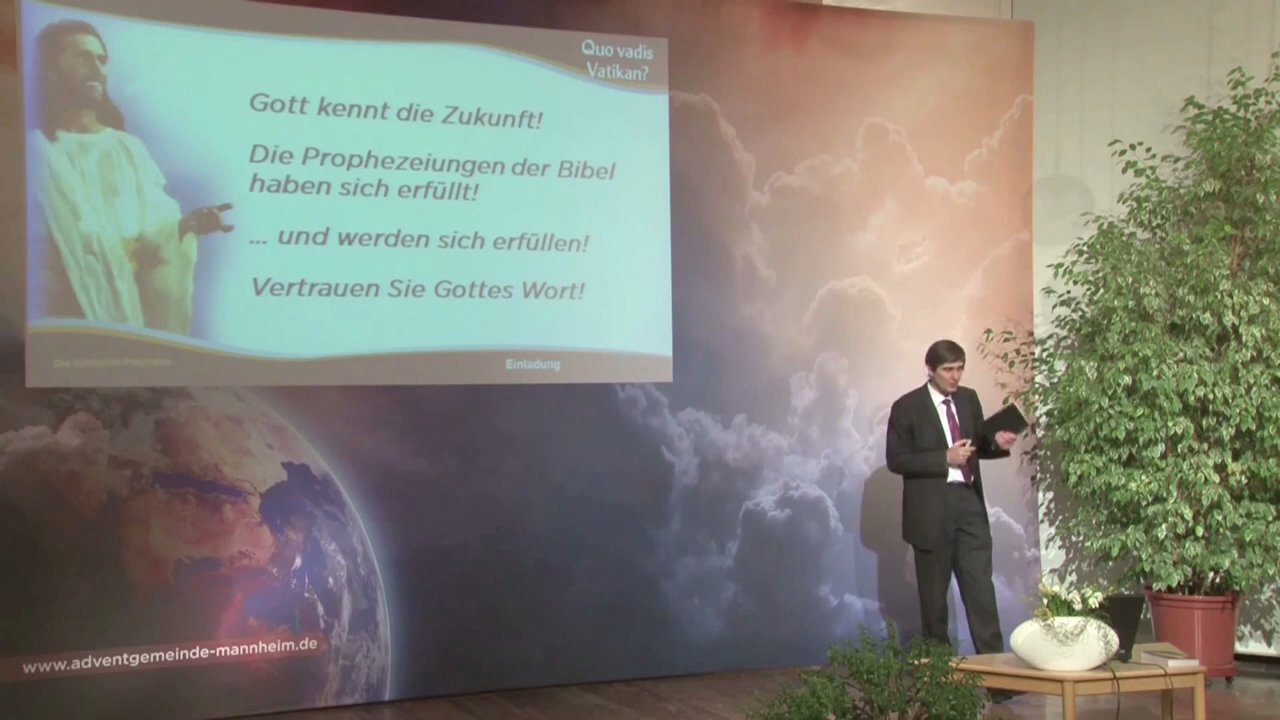 Quo vadis
Vatikan?
Gott kennt die Zukunft!
Die Prophezeiungen der Bibel
haben sich erfüllt!
... und werden sich erfüllen!
Vertrauen Sie Gottes Wort!
Einladung
www.adventgemeinde-mannheim.de